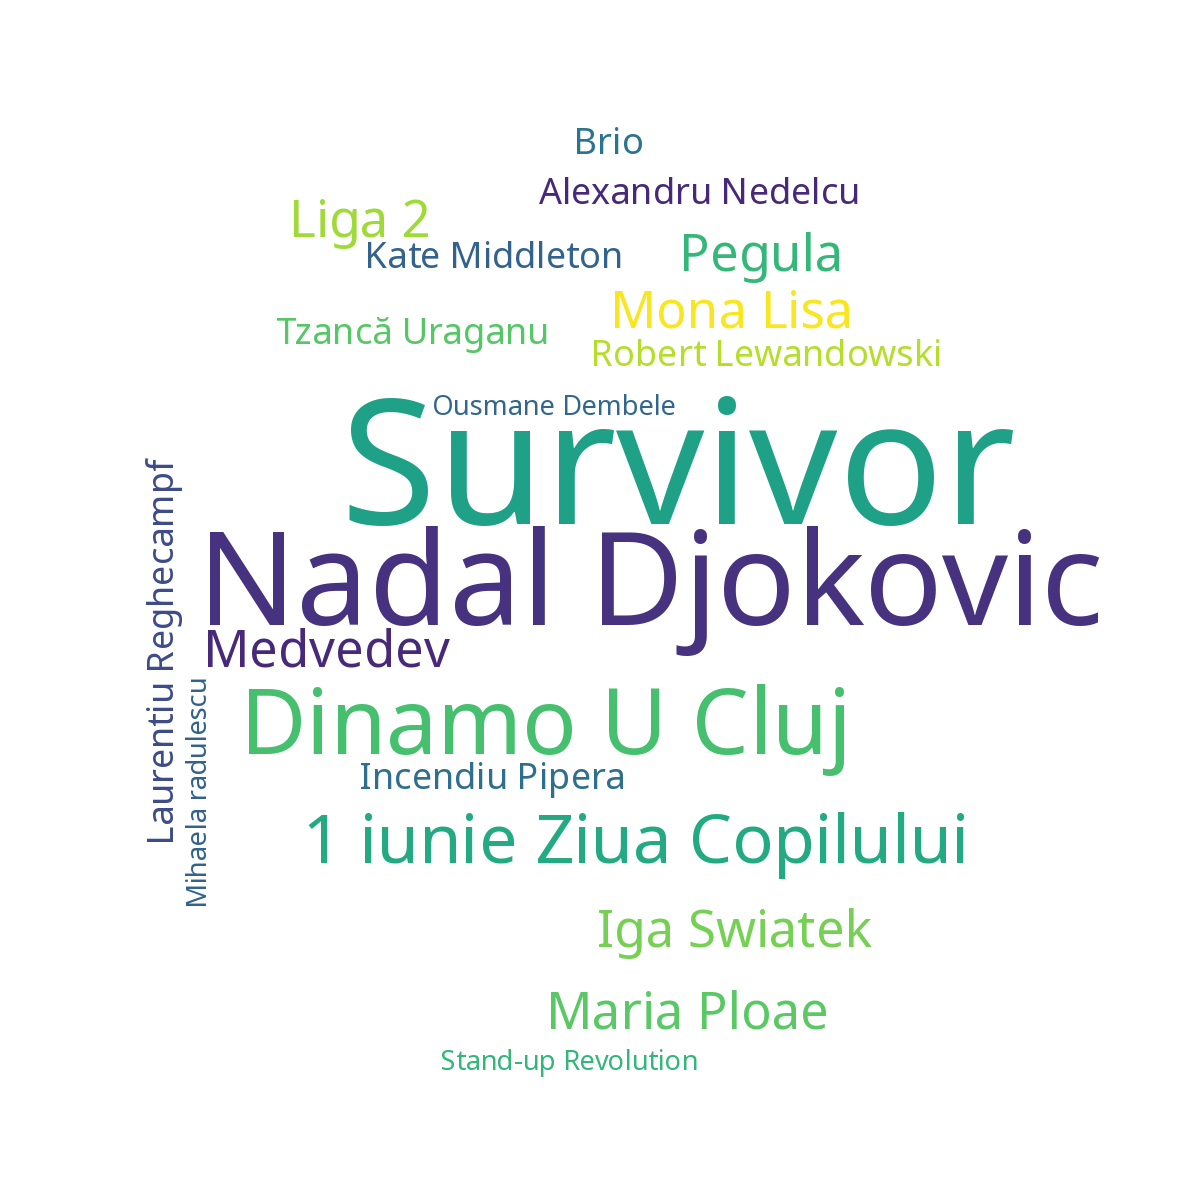 Brio
Alexandru Nedelcu
Liga 2
Kate Middleton
Pegula
Mona Lisa
Tzancă Uraganu
Robert Lewandowski
Ousmane Dembele
Survivor
Nadal Djokovic
Laurentiu Reghecampf
Medvedev
Mihaela radulescu
Dinamo U Cluj
Incendiu Pipera
1 iunie Ziua Copilului
Iga Swiatek
Maria Ploae
Stand-up Revolution